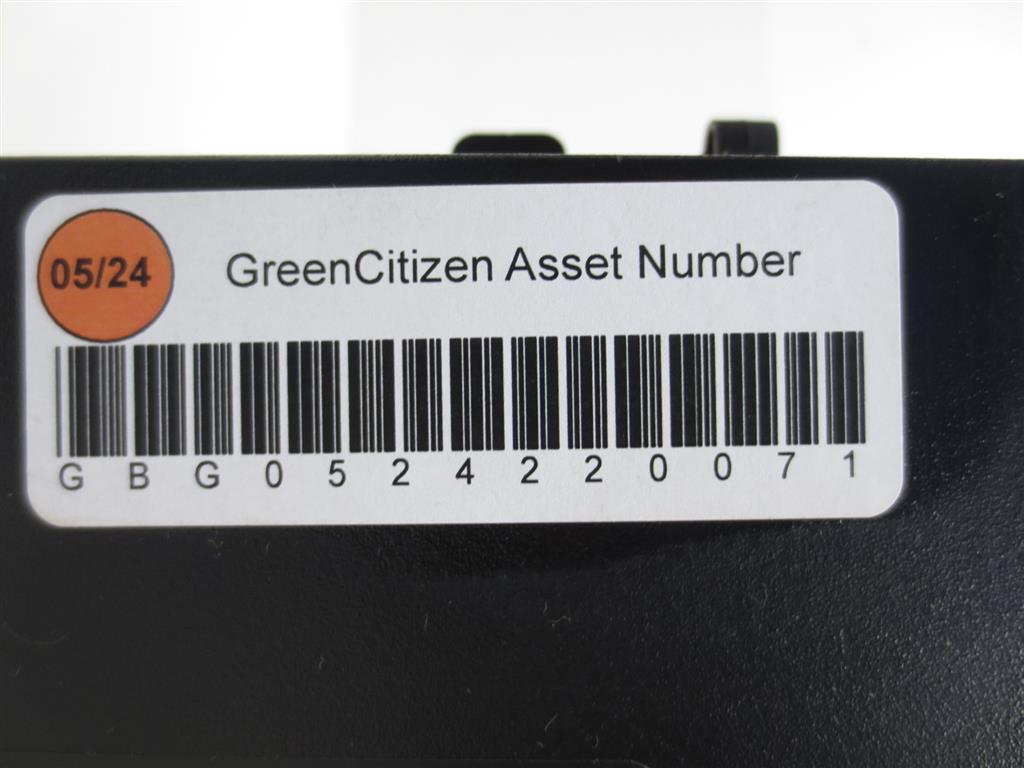 05/24
GreenCitizen Asset Number
GBG0524220071